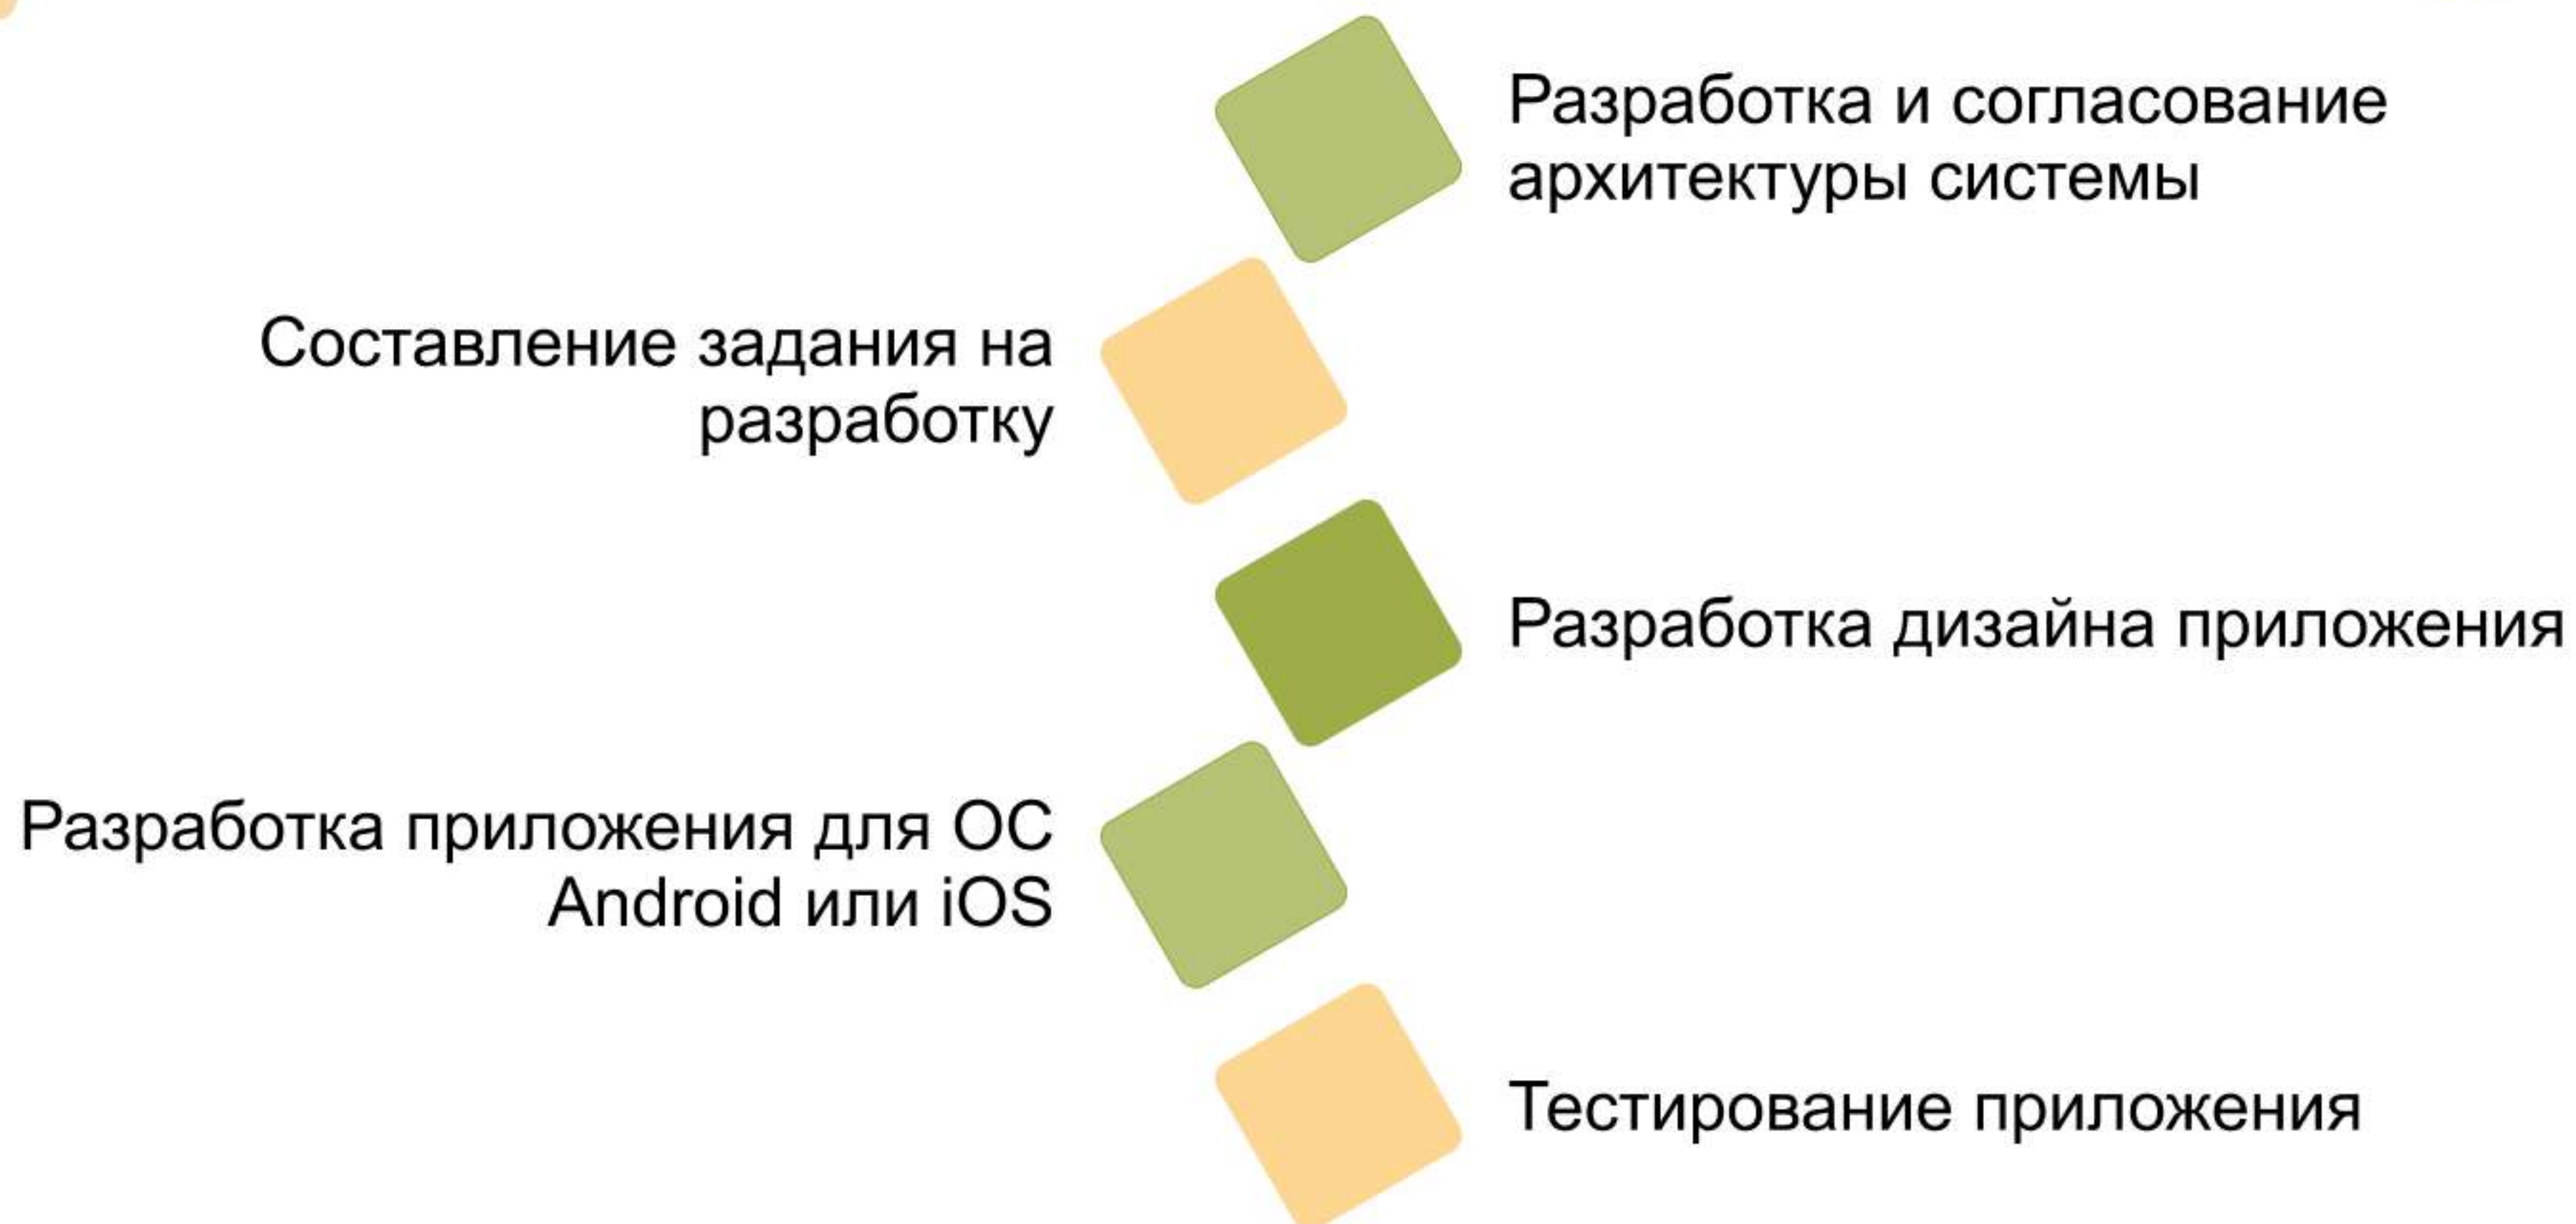 Разработка и согласование
архитектуры системы
Составление задания на
разработку
Разработка дизайна приложения
Разработка приложения для ОС
Android или iOS
Тестирование приложения